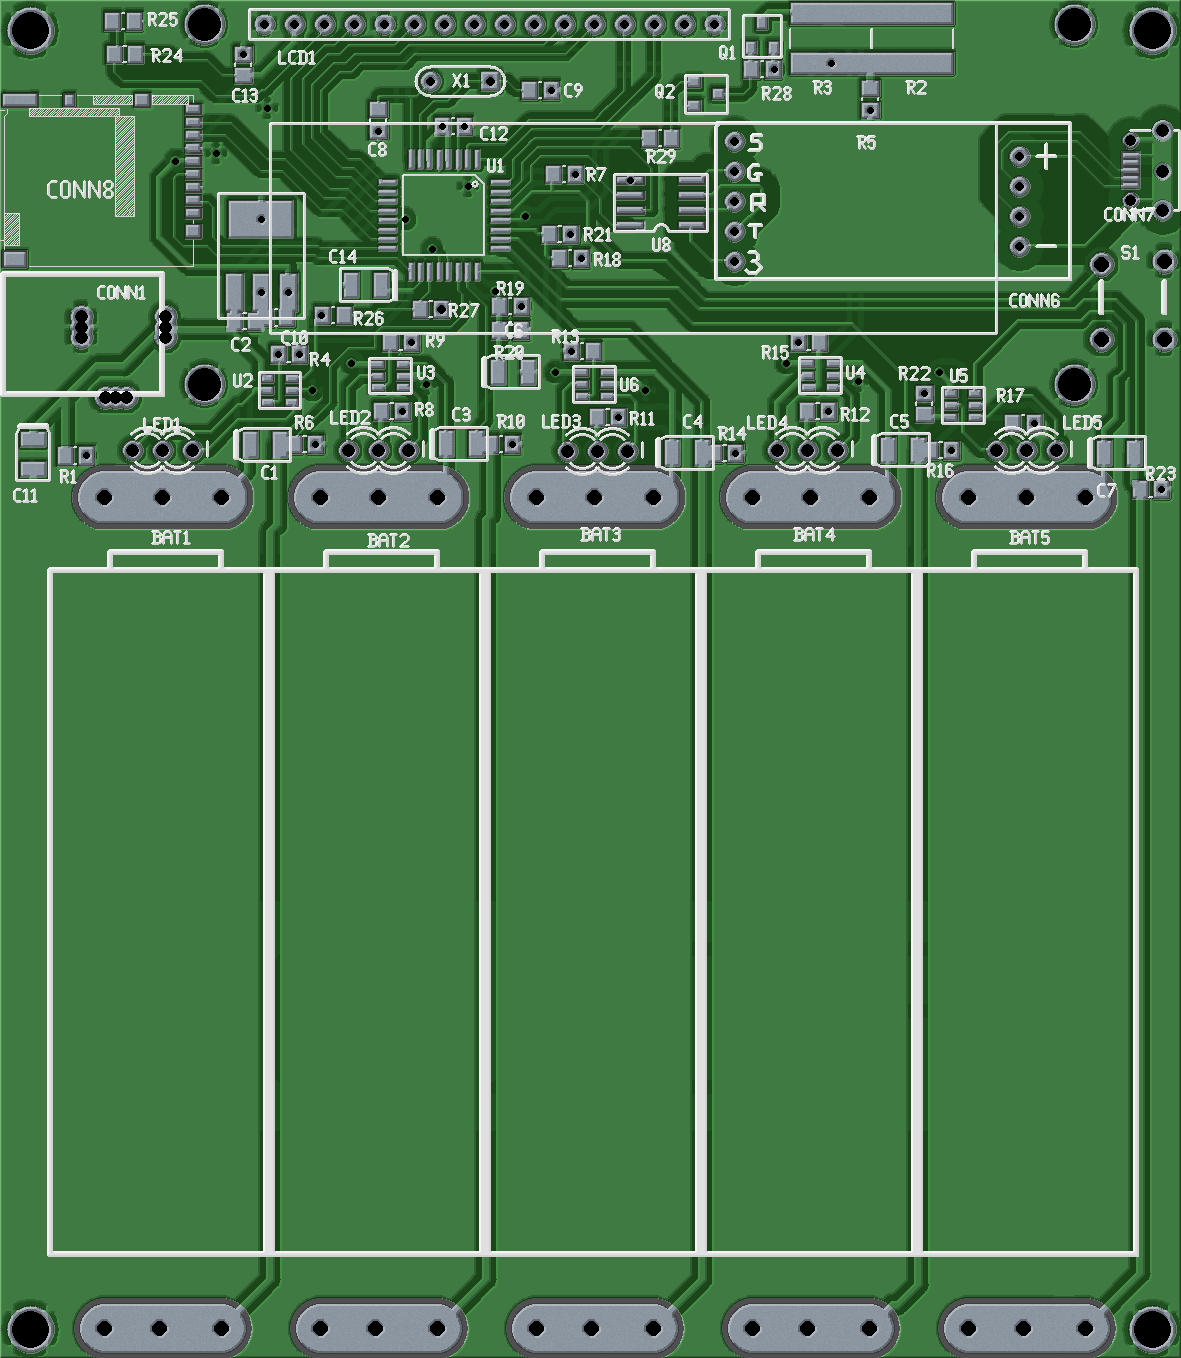 R25
R24
LCD1
C13
X1
C9
Q1
Q2
R28
R3
R2
R5
C8
C12
U1
R29
S
G
R
T
3
+
−
CONN8
R7
CONN7
R21
U8
R18
S1
C14
CONN1
R19
CONN6
R26
R27
C6
C2
C10
R4
R9
R13
R15
R20
U2
U3
U6
U4
R22
U5
R17
LED1
LED2
R8
R6
C3
R10
LED3
R11
C4
R14
LED4
R12
C5
LED5
R1
C1
R16
R23
C11
C7
BAT1
BAT2
BAT3
BAT4
BAT5